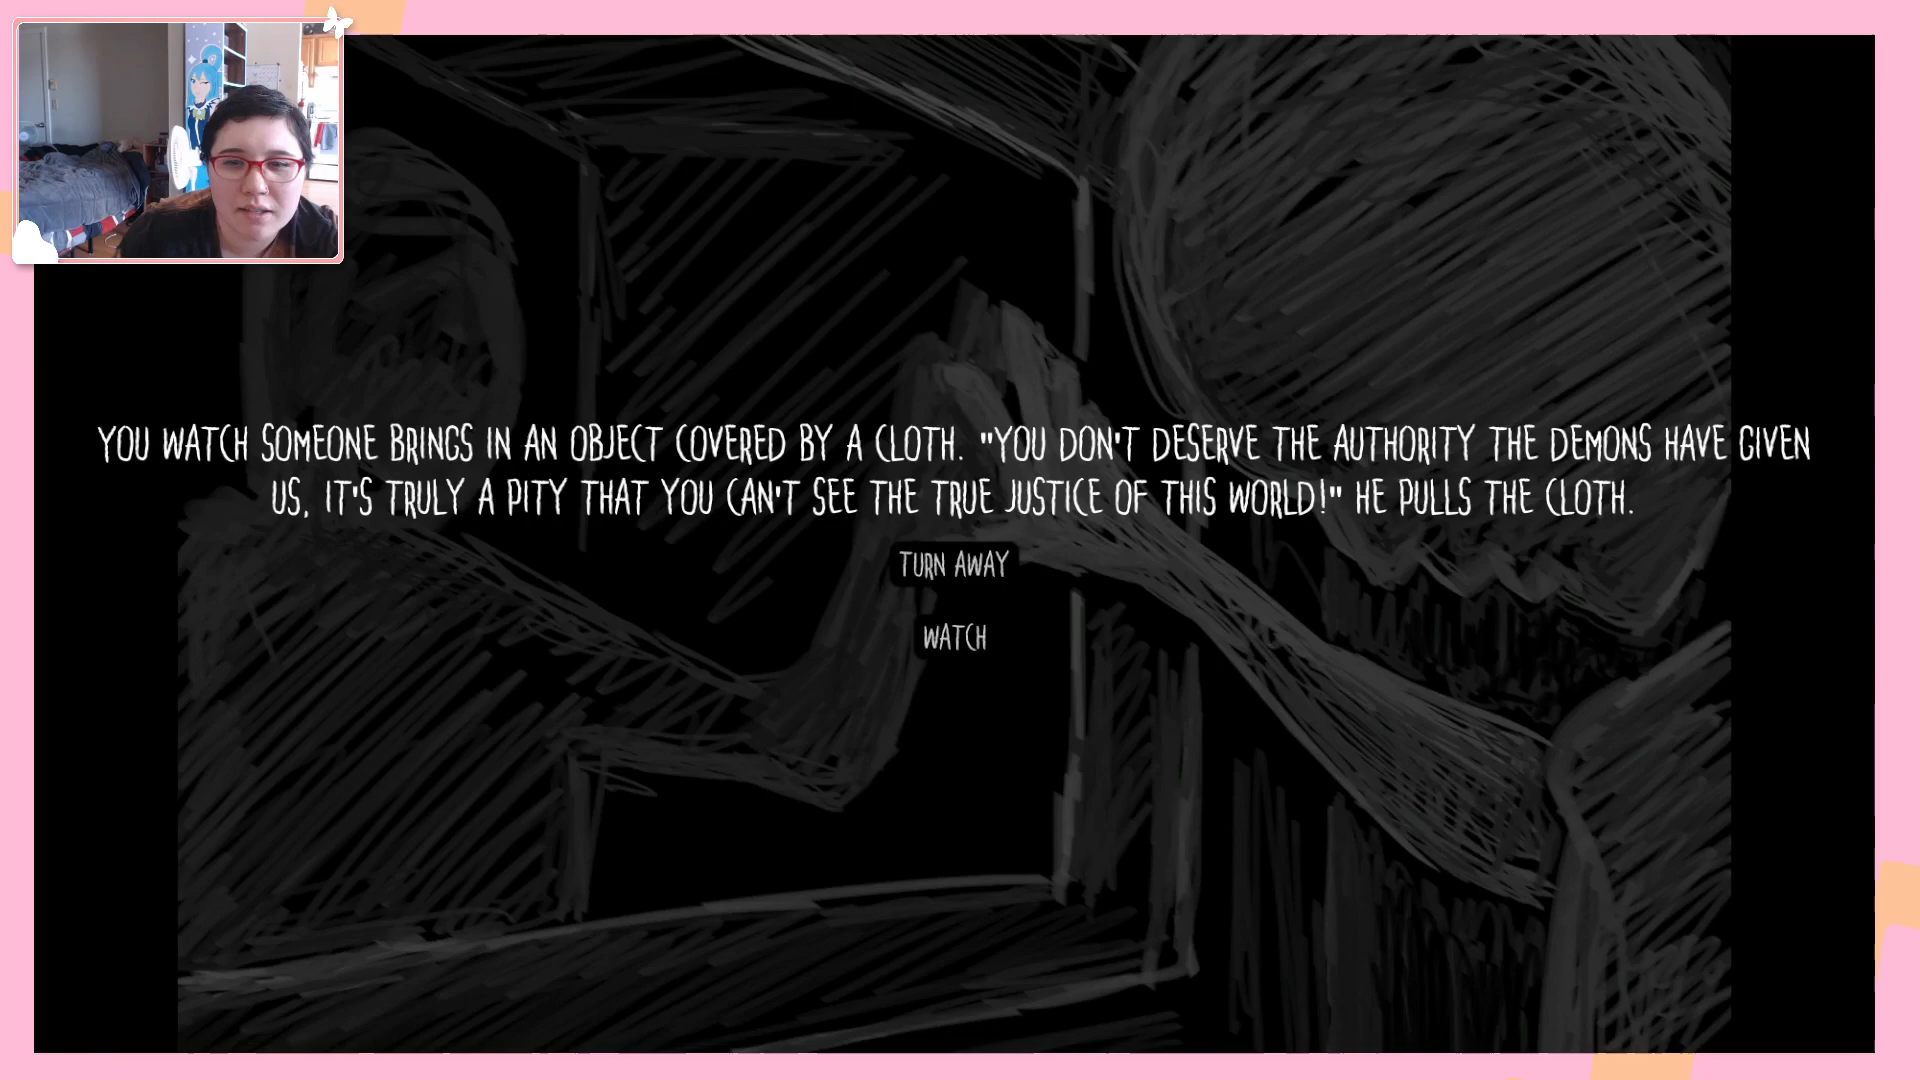 YOU WATCH SOMEONE BRINGS IN AN OBJECT COVERED BY A CLOTH. "YOU DON'T DESERVE THE AUTHORITY THE DEMONS HAVE GIVEN
US, IT'S TRULY A PITY THAT YOU CAN'T SEE THE TRUE JUSTICE OF THIS WORLD!" HE PULLS THE CLOTH.
TURN AWAY
WATCH